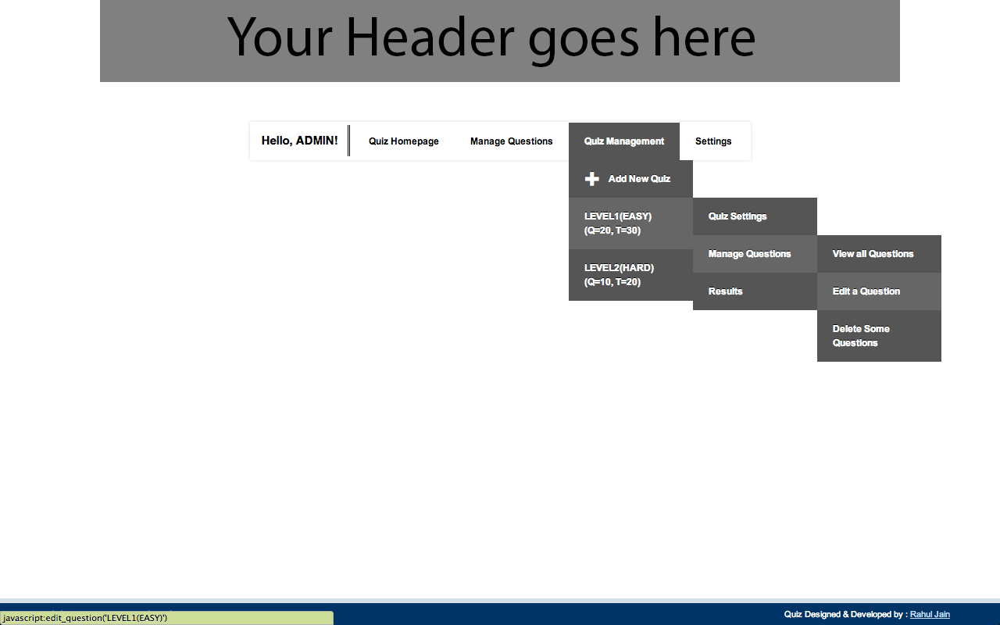 Your Header goes here
Hello, ADMIN!
Quiz Homepage
Manage Questions
Quiz Management
Settings
Add New Quiz
LEVEL1(EASY)
(Q=20, T=30)
LEVEL2(HARD)
(Q=10, T=20)
Quiz Settings
Manage Questions
Results
View all Questions
Edit a Question
Delete Some
Questions
javascript:edit_question('LEVEL1(EASY)')
Quiz Designed & Developed by : Rahul Jain